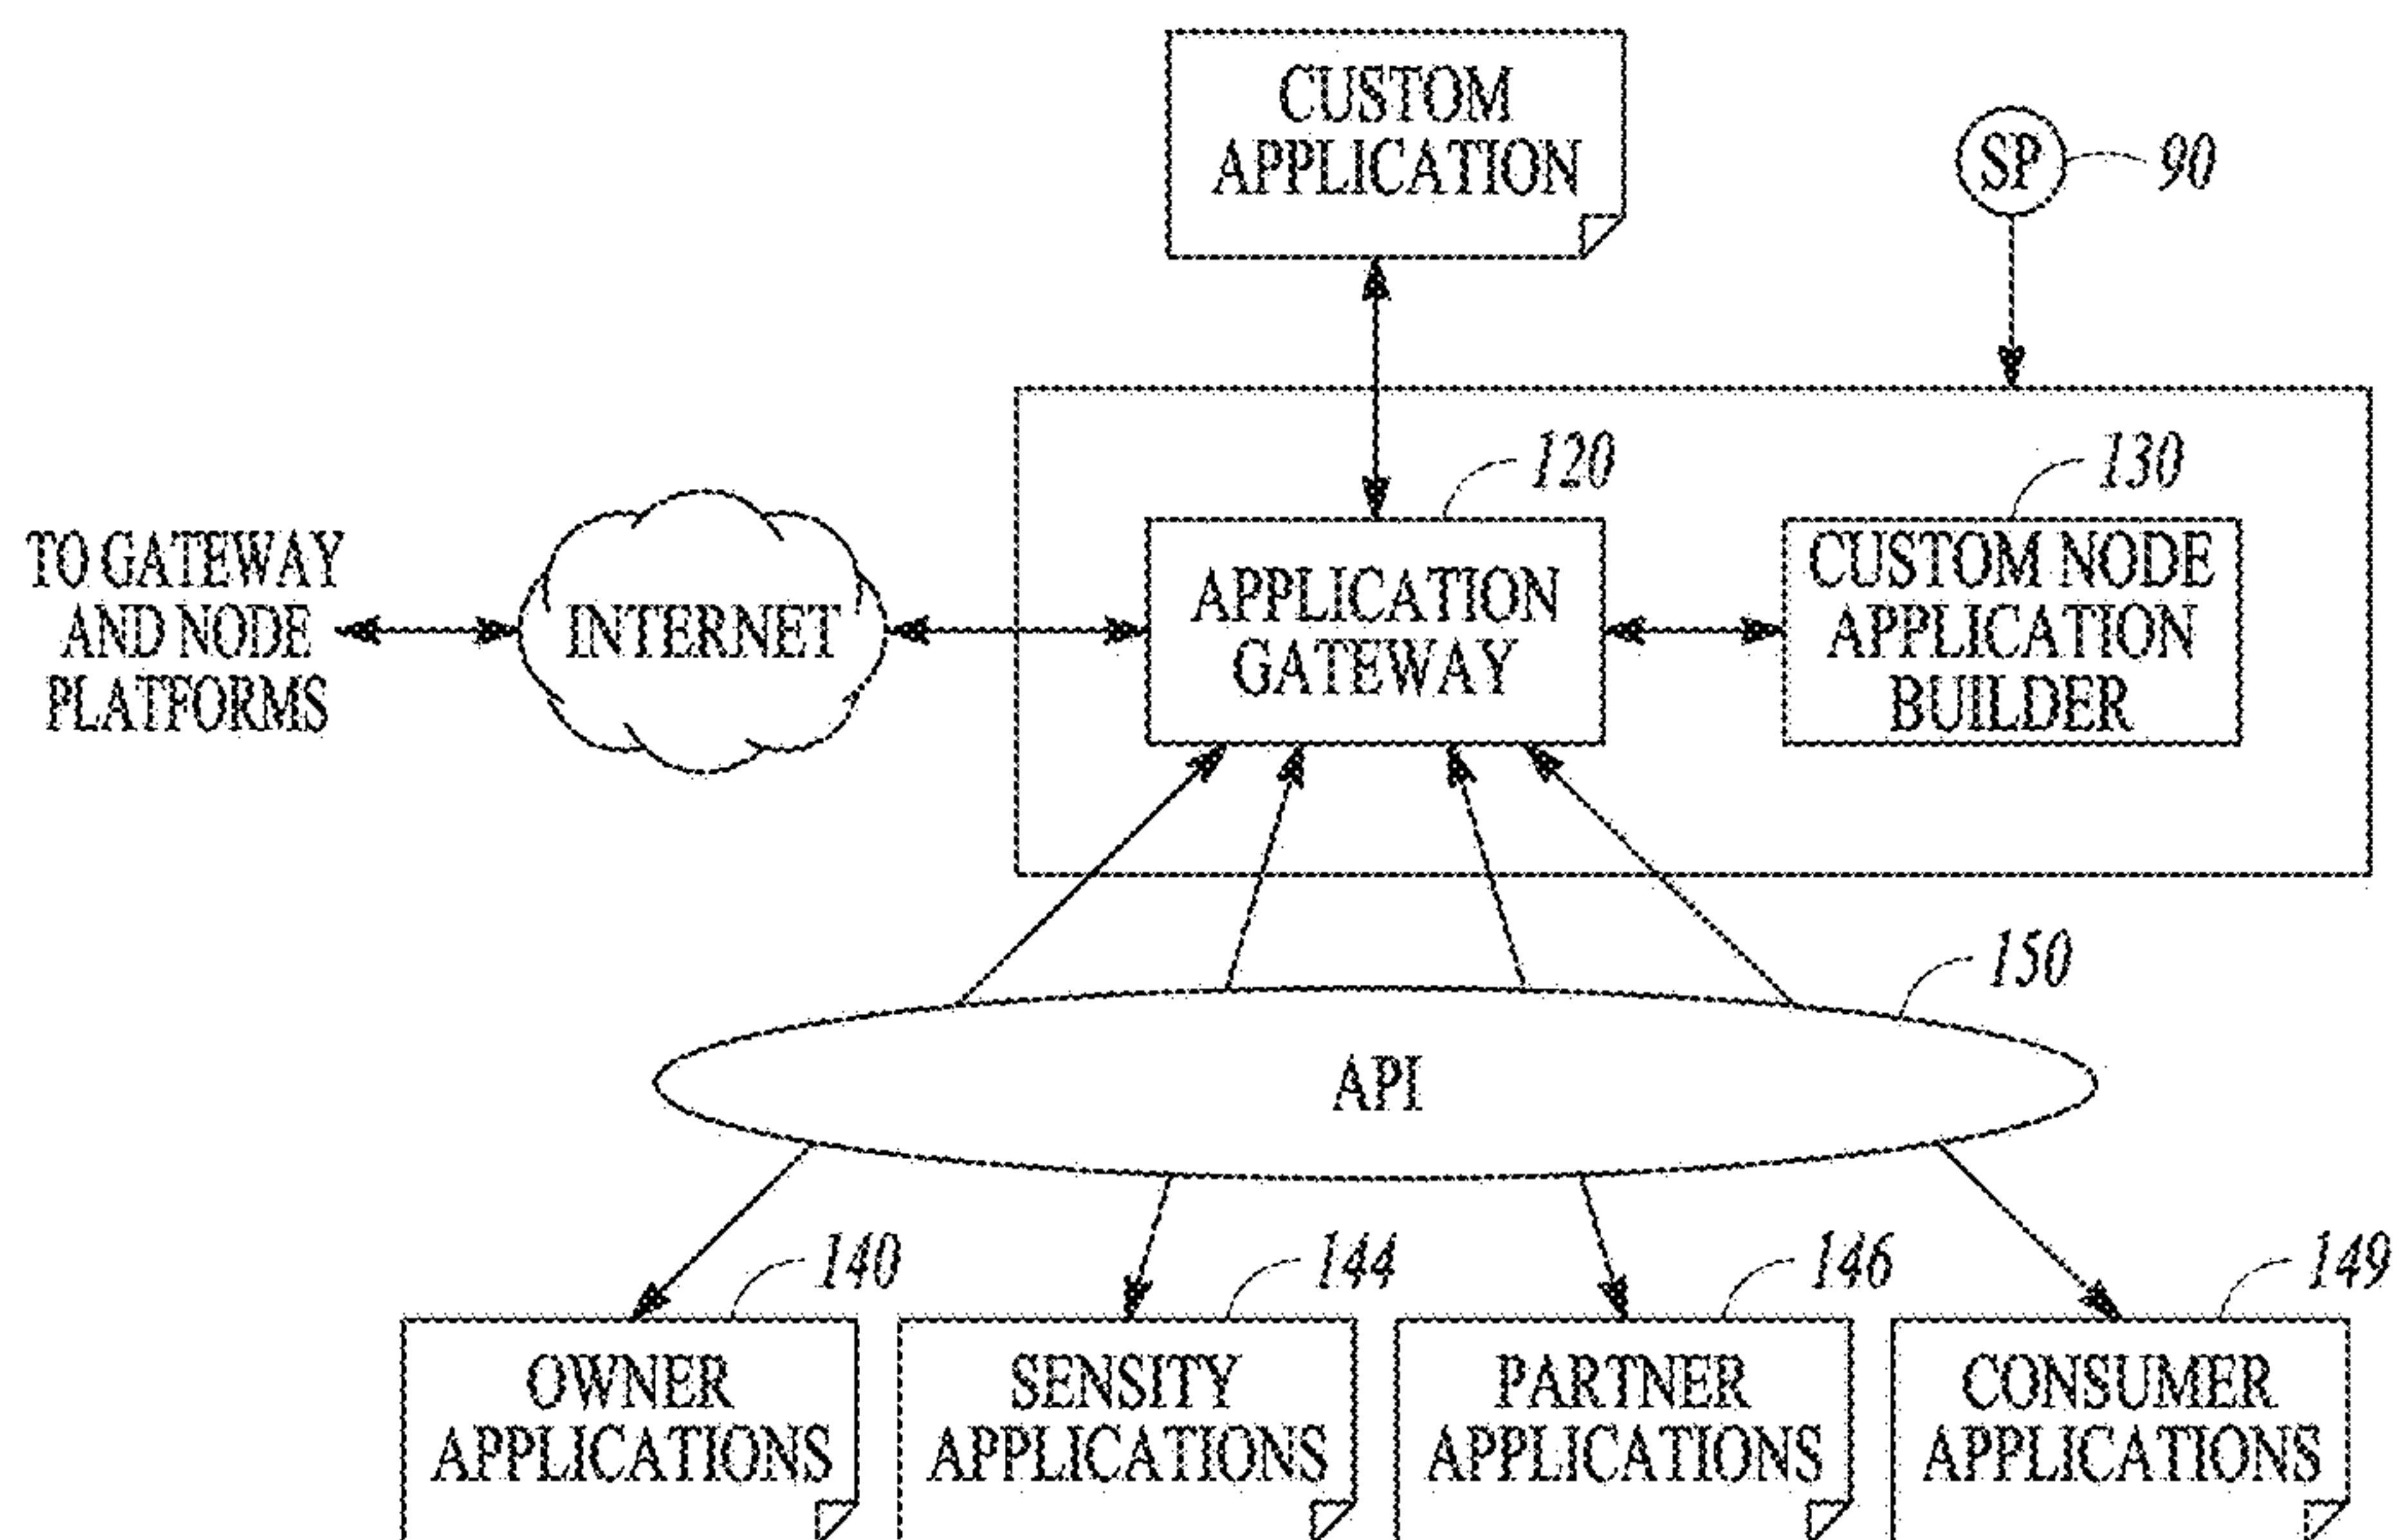 CUSTOM
APPLICATION
SP
90
120
130
TO GATEWAY
AND NODE
PLATFORMS
INTERNET
APPLICATION
GATEWAY
CUSTOM NODE
APPLICATION
BUILDER
150
API
140
144
146
149
OWNER
APPLICATIONS
SENSITY
APPLICATIONS
PARTNER
APPLICATIONS
CONSUMER
APPLICATIONS